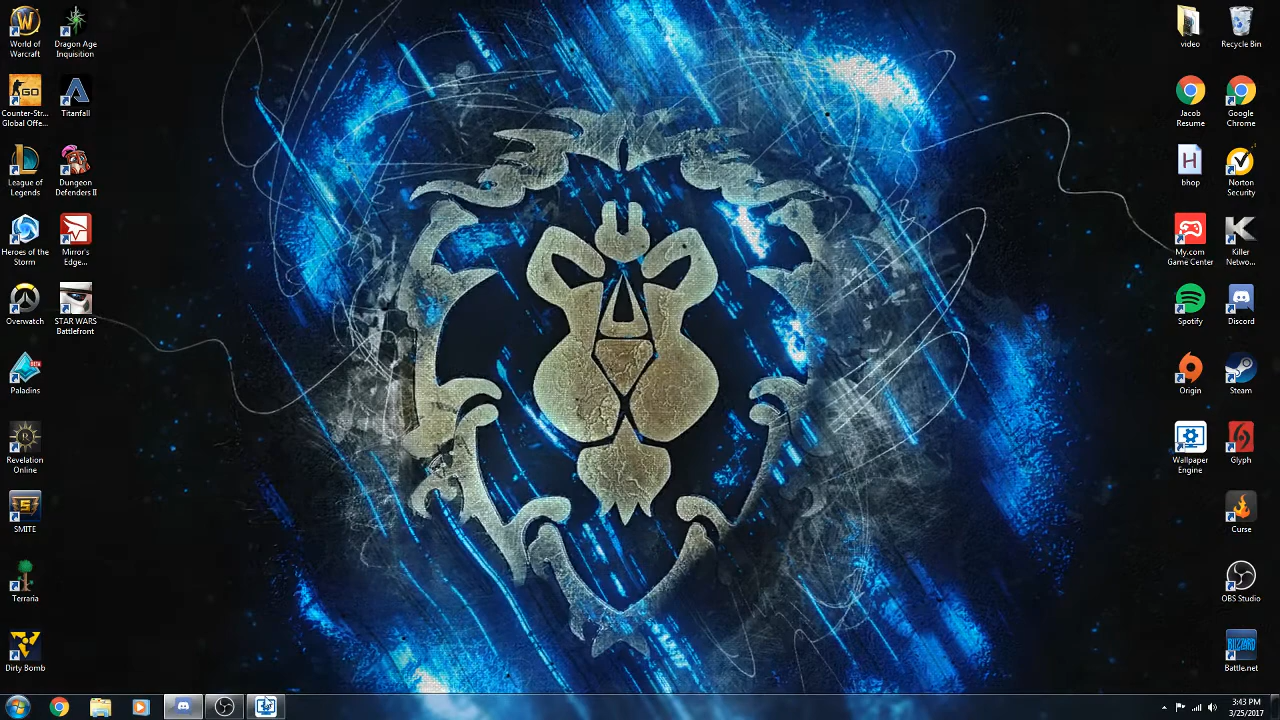 World of
Warcraft
Dragon Age
Inquisition
Counter-Str...
Global Offe...
Titanfall
League of
Legends
Dungeon
Defenders II
Heroes of the
Storm
Mirror's
Edge...
Overwatch
STAR WARS
Battlefront
BETA
Paladins
Revelation
Online
SMITE
Terraria
Dirty Bomb
video
Recycle Bin
Jacob
Resume
Google
Chrome
H
bhop
Norton
Security
My.com
Game Center
Killer
Netwo...
Spotify
Discord
Origin
Steam
Wallpaper
Engine
Glyph
Curse
OBS Studio
BLIZZARD
Battle.net
GO
3:43 PM
3/25/2017